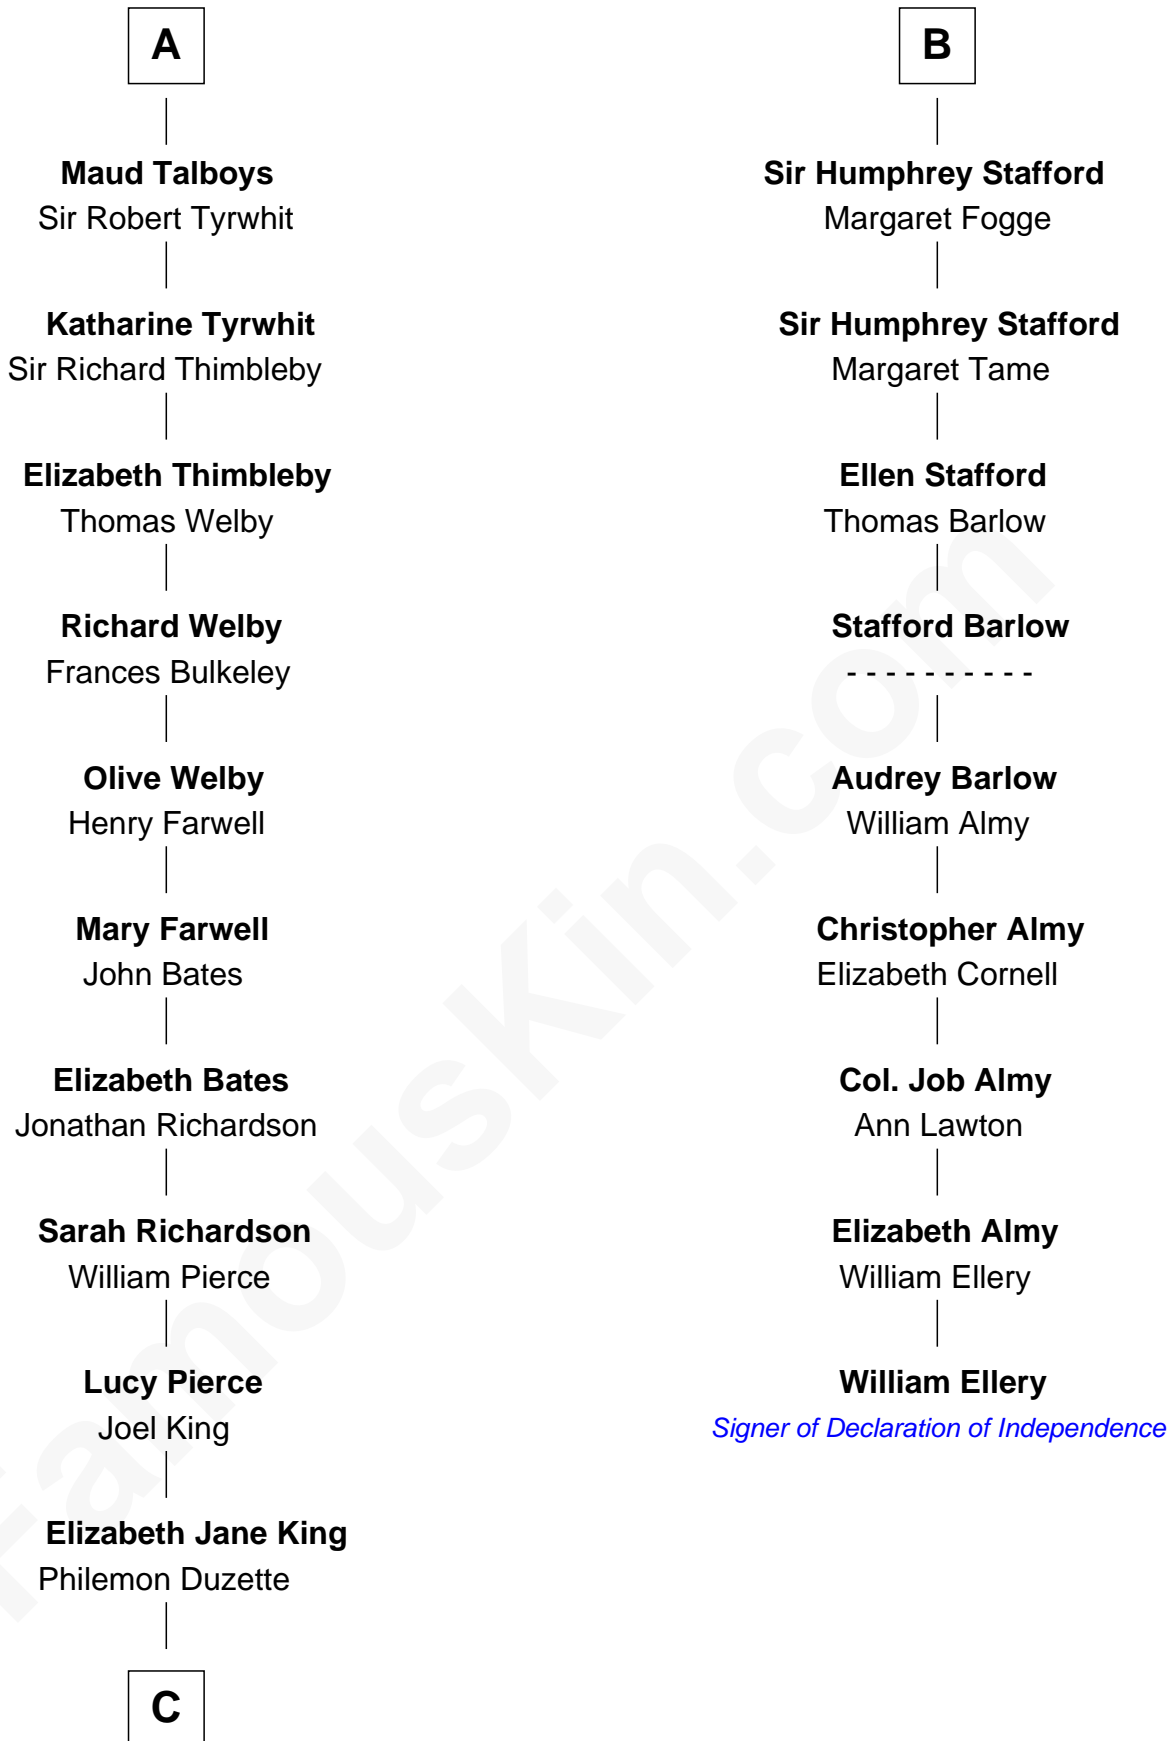 A
Maud Talboys
Sir Robert Tyrwhit
Katharine Tyrwhit
Sir Richard Thimbleby
Elizabeth Thimbleby
Thomas Welby
Richard Welby
Frances Bulkeley
Olive Welby
Henry Farwell
Mary Farwell
John Bates
Elizabeth Bates
Jonathan Richardson
Sarah Richardson
William Pierce
Lucy Pierce
Joel King
Elizabeth Jane King
Philemon Duzette
C
B
Sir Humphrey Stafford
Margaret Fogge
Sir Humphrey Stafford
Margaret Tame
Ellen Stafford
Thomas Barlow
Stafford Barlow
- - - - - - - - - -
Audrey Barlow
William Almy
Christopher Almy
Elizabeth Cornell
Col. Job Almy
Ann Lawton
Elizabeth Almy
William Ellery
William Ellery
Signer of Declaration of Independence
FamousKin.com